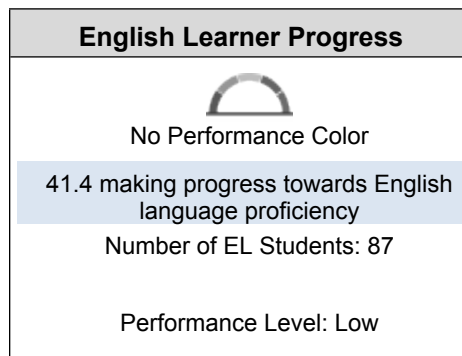 English Learner Progress
No Performance Color
41.4 making progress towards English
language proficiency
Number of EL Students: 87
Performance Level: Low